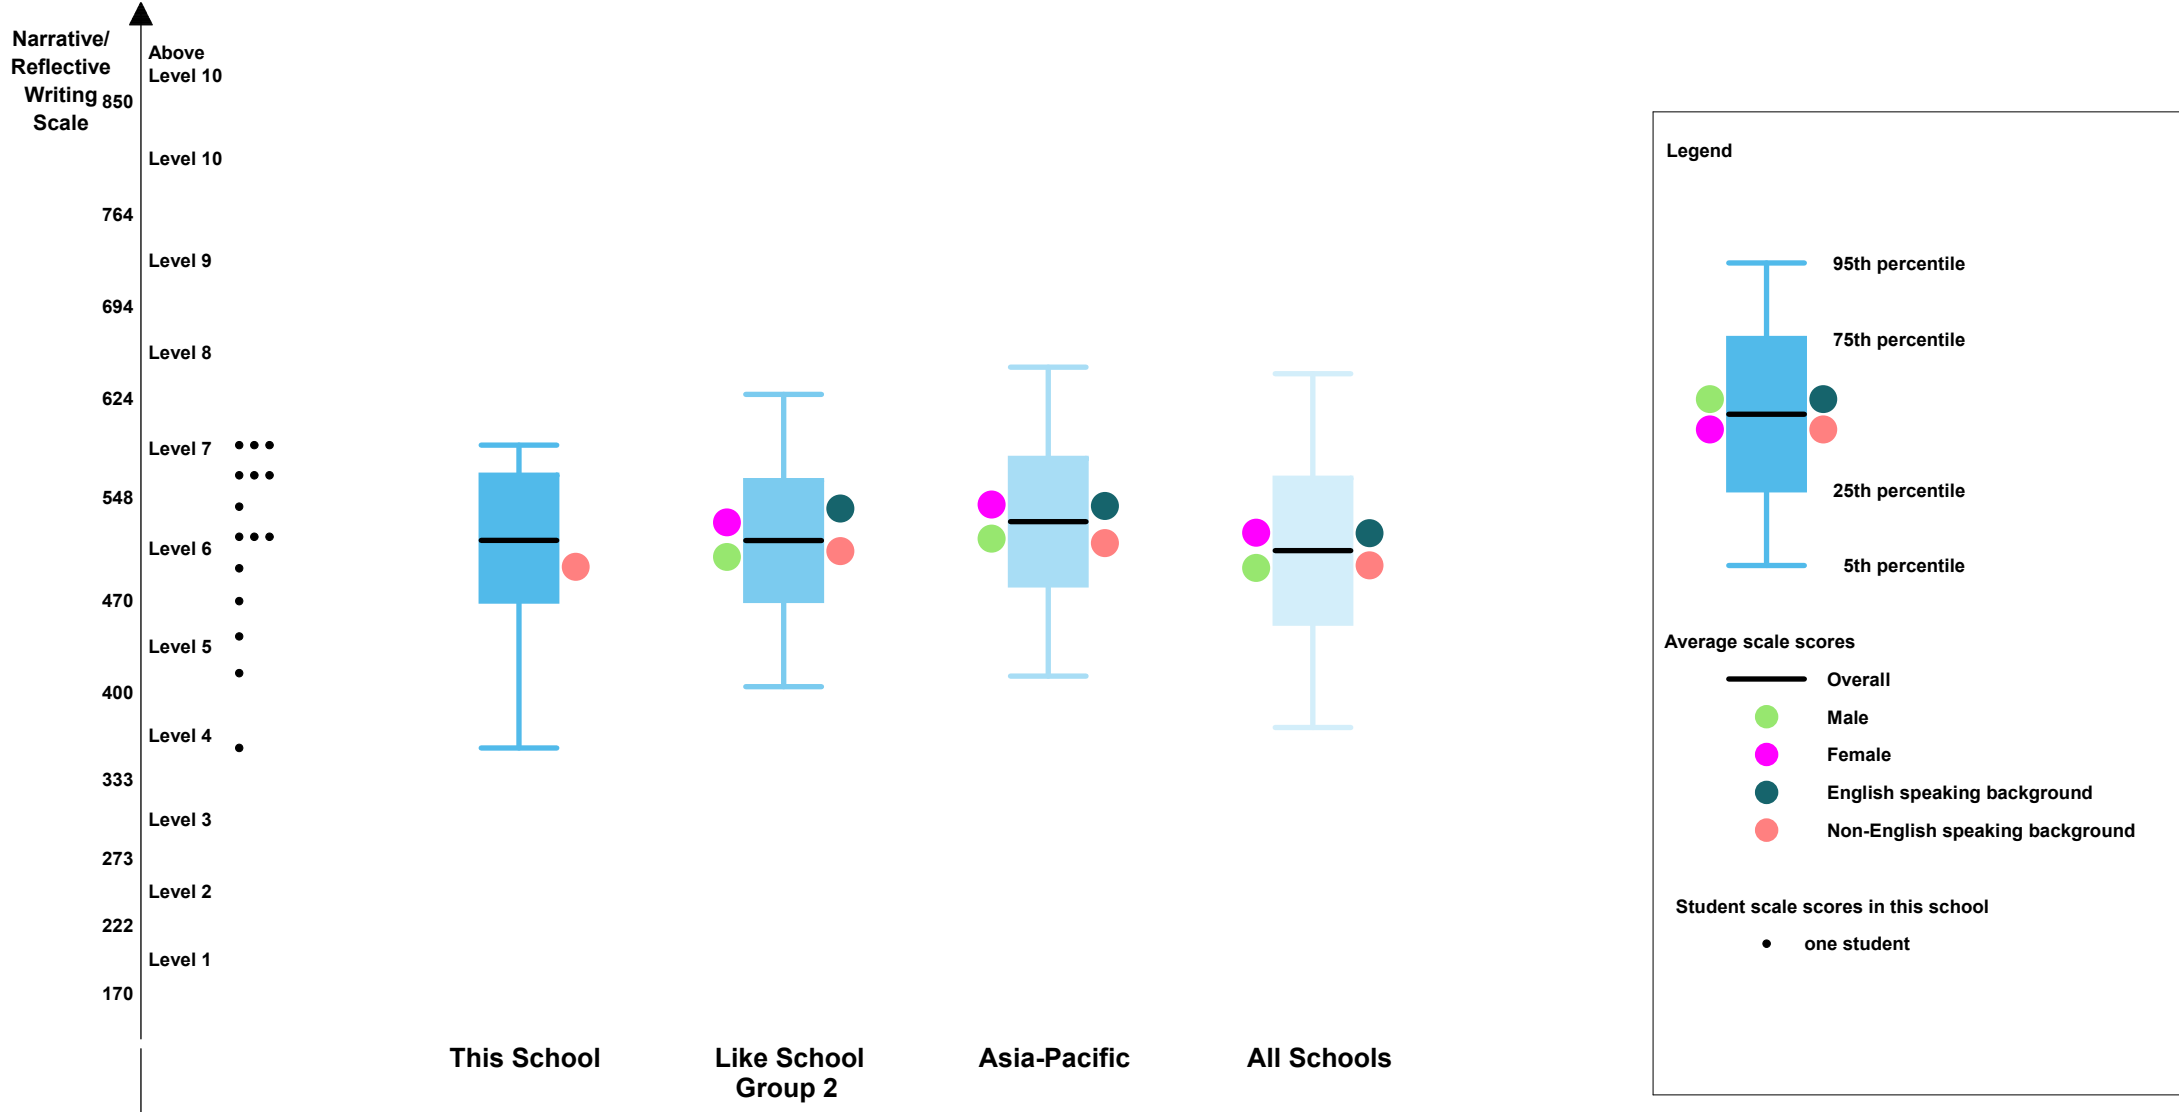 Narrative/
Reflective
Writing
Scale
850
764
694
624
548
470
400
333
273
222
170
Above
Level 10
Level 10
Level 9
Level 8
Level 7
Level 6
Level 5
Level 4
Level 3
Level 2
Level 1
This School
Like School
Group 2
Asia-Pacific
All Schools
Legend
95th percentile
75th percentile
25th percentile
5th percentile
Average scale scores
Overall
Male
Female
English speaking background
Non-English speaking background
Student scale scores in this school
one student